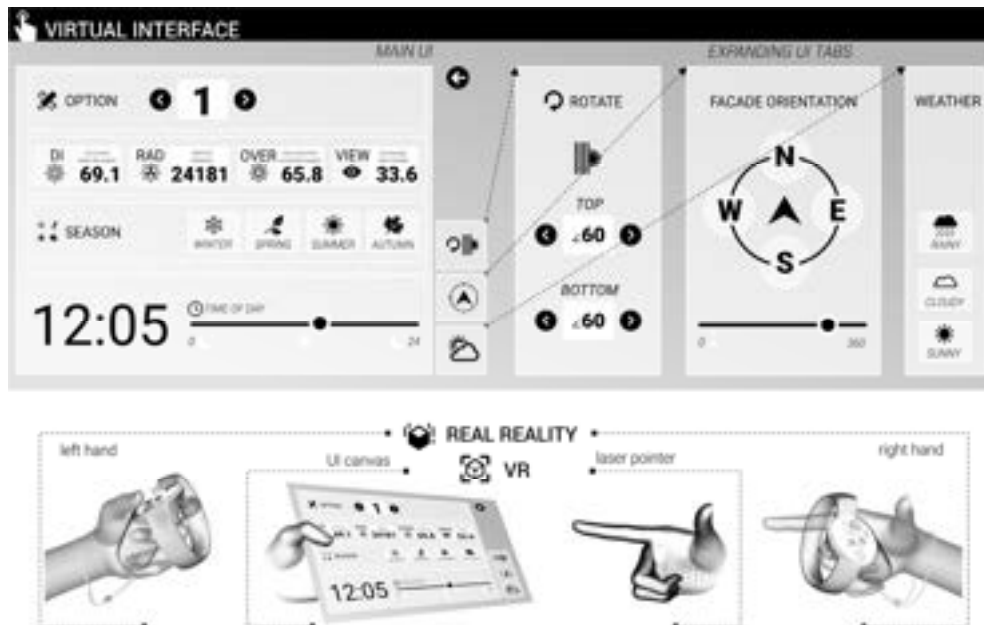 VIRTUAL INTERFACE
MAIN UI
EXPANDING UI TABS
OPTION 1
ROTATE
FACADE ORIENTATION
WEATHER
DI 69.1
RAD 24181
OVER 65.8
VIEW 33.6
SEASON
WINTER SPRING SUMMER AUTUMN
12:05
TIME OF DAY
0 24
TOP
∠60
BOTTOM
∠60
N
W E
S
0 360
RAINY
CLOUDY
SUNNY
REAL REALITY
VR
left hand
UI canvas
laser pointer
right hand
1
12:05